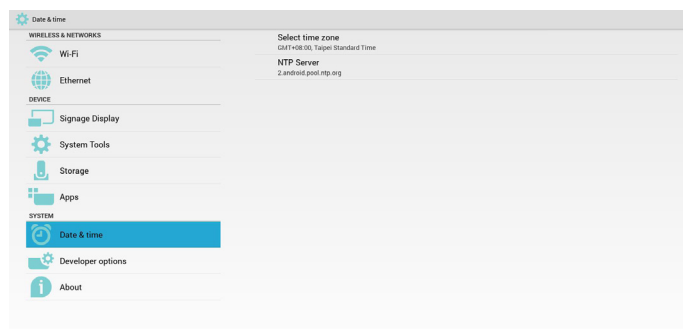 Date & time
WIRELESS & NETWORKS
Wi-Fi
Ethernet
DEVICE
Signage Display
System Tools
Storage
Apps
SYSTEM
Date & time
Developer options
About
Select time zone
GMT+08:00, Taipei Standard Time
NTP Server
2.android.pool.ntp.org